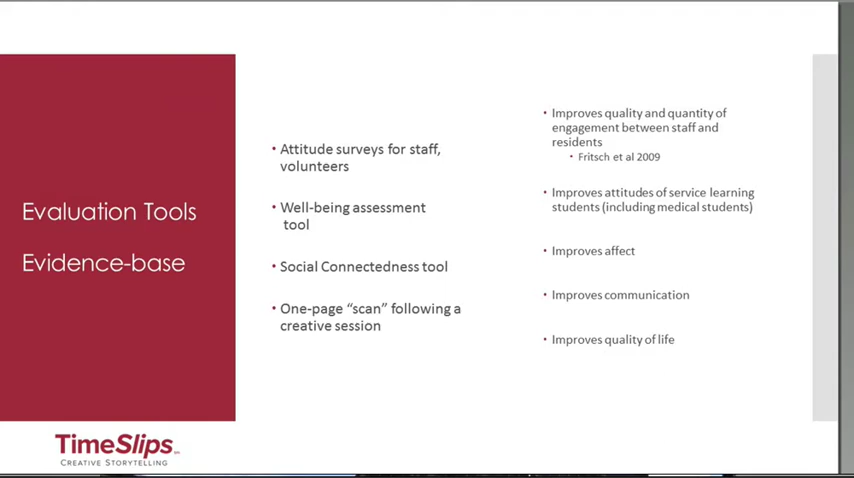 Evaluation Tools
Evidence-base
• Attitude surveys for staff,
volunteers
• Well-being assessment
tool
• Social Connectedness tool
• One-page “scan” following a
creative session
• Improves quality and quantity of
engagement between staff and
residents
• Fritsch et al 2009
• Improves attitudes of service learning
students (including medical students)
• Improves affect
• Improves communication
• Improves quality of life
TimeSlips
CREATIVE STORYTELLING